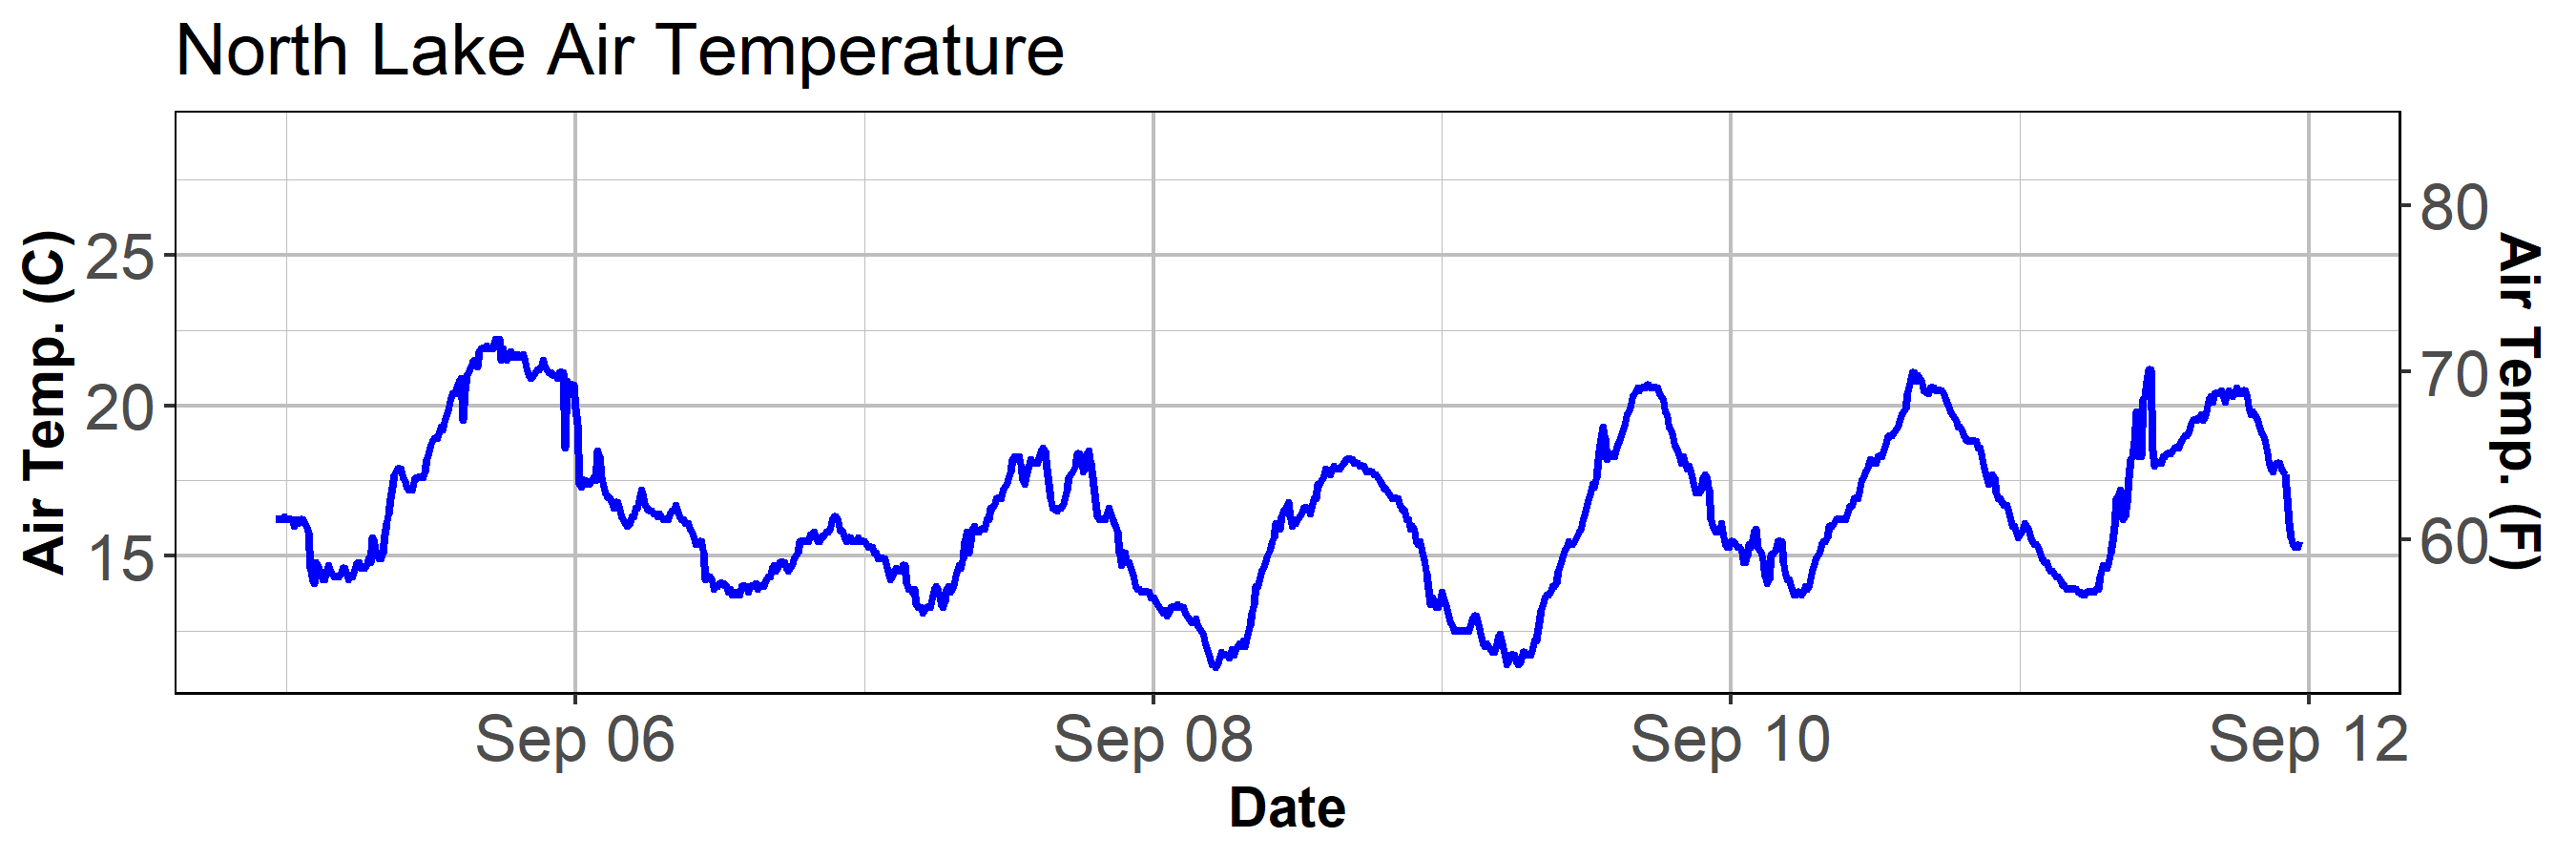 North Lake Air Temperature
Air Temp. (C)
25
20
15
80
70
60
Air Temp. (F)
Sep 06 Sep 08 Sep 10 Sep 12
Date